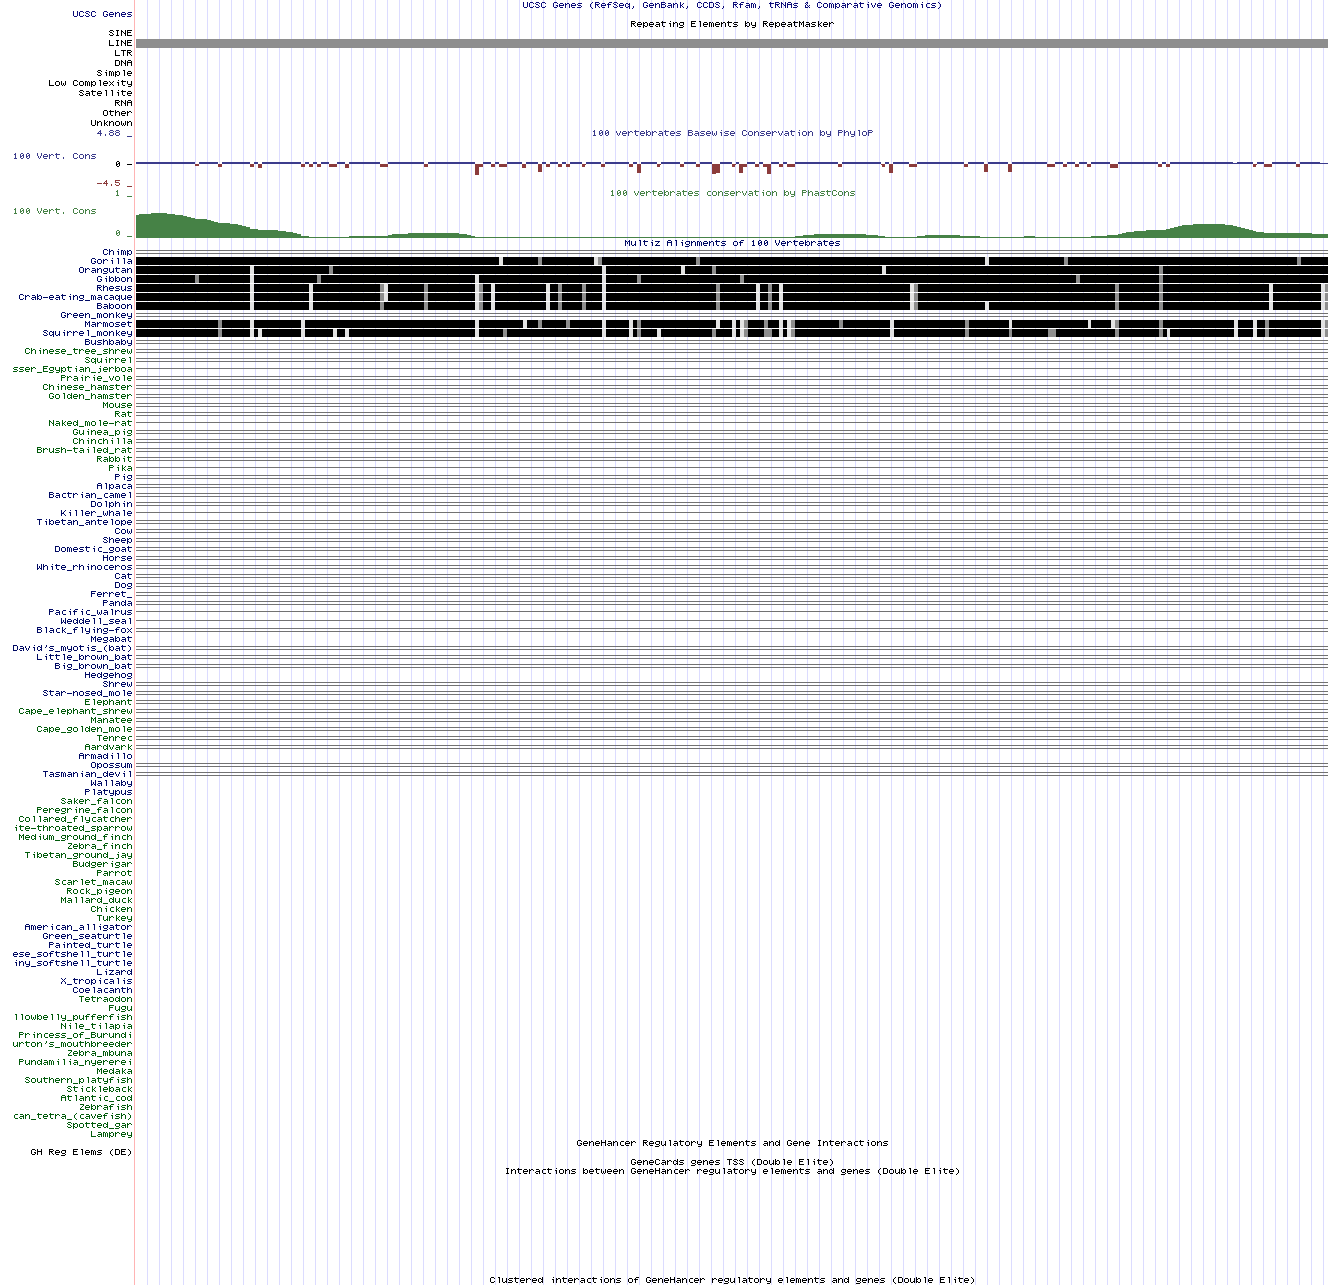 UCSC Genes (RefSeq, GenBank, CCDS, Rfam, tRNAs & Comparative Genomics)
UCSC Genes
Repeating Elements by RepeatMasker
SINE
LINE
LTR
DNA
Simple
Low Complexity
Satellite
RNA
Other
Unknown
4.88 _
100 vertebrates Basewise Conservation by PhyloP
100 Vert. Cons
0 -
-4.5 _
1 _
100 vertebrates conservation by PhastCons
100 Vert. Cons
0 _
Multiz Alignments of 100 Vertebrates
Chimp
Gorilla
Orangutan
Gibbon
Rhesus
Crab-eating_macaque
Baboon
Green_monkey
Marmoset
Squirrel_monkey
Bushbaby
Chinese_tree_shrew
Squirrel
sser_Egyptian_jerboa
Prairie_vole
Chinese_hamster
Golden_hamster
Mouse
Rat
Naked_mole-rat
Guinea_pig
Chinchilla
Brush-tailed_rat
Rabbit
Pika
Pig
Alpaca
Bactrian_camel
Dolphin
Killer_whale
Tibetan_antelope
Cow
Sheep
Domestic_goat
Horse
White_rhinoceros
Cat
Dog
Ferret_
Panda
Pacific_walrus
Weddell_seal
Black_flying-fox
Megabat
David's_myotis_(bat)
Little_brown_bat
Big_brown_bat
Hedgehog
Shrew
Star-nosed_mole
Elephant
Cape_elephant_shrew
Manatee
Cape_golden_mole
Tenrec
Aardvark
Armadillo
Opossum
Tasmanian_devil
Wallaby
Platypus
Saker_falcon
Peregrine_falcon
Collared_flycatcher
ite-throated_sparrow
Medium_ground_finch
Zebra_finch
Tibetan_ground_jay
Budgerigar
Parrot
Scarlet_macaw
Rock_pigeon
Mallard_duck
Chicken
Turkey
American_alligator
Green_seaturtle
Painted_turtle
ese_softshell_turtle
iny_softshell_turtle
Lizard
X_tropicalis
Coelacanth
Tetraodon
Fugu
llowbelly_pufferfish
Nile_tilapia
Princess_of_Burundi
urton's_mouthbreeder
Zebra_mbuna
Pundamilia_nyererei
Medaka
Southern_platyfish
Stickleback
Atlantic_cod
Zebrafish
can_tetra_(cavefish)
Spotted_gar
Lamprey
GeneHancer Regulatory Elements and Gene Interactions
GH Reg Elems (DE)
GeneCards genes TSS (Double Elite)
Interactions between GeneHancer regulatory elements and genes (Double Elite)
Clustered interactions of GeneHancer regulatory elements and genes (Double Elite)